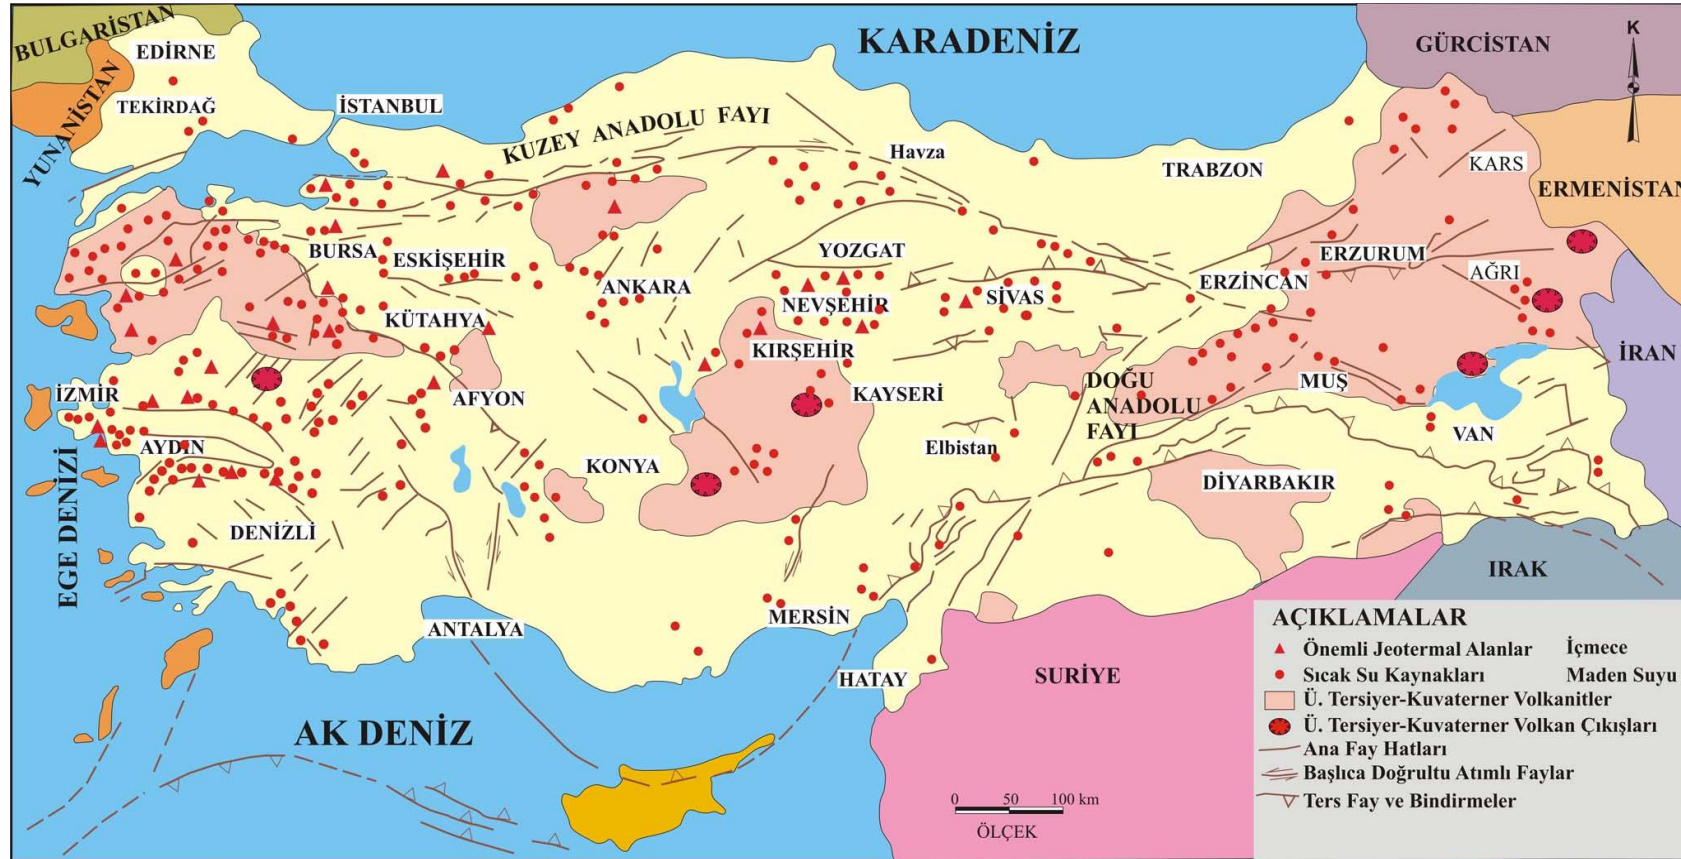 BULGARİSTAN
YUNANİSTAN
EDİRNE
TEKİRDAĞ
İSTANBUL
KARADENİZ
GÜRCİSTAN
K
KUZEY ANADOLU FAYI
Havza
TRABZON
KARS
ERMENİSTAN
BURSA
ESKİŞEHİR
ANKARA
YOZGAT
ERZURUM
AĞRI
ERZİNCAN
NEVŞEHİR
SİVAS
KÜTAHYA
KIRŞEHİR
İRAN
İZMİR
AFYON
KAYSERİ
DOĞU
ANADOLU
FAYI
MUŞ
AYDIN
Elbistan
VAN
KONYA
DİYARBAKIR
EGE DENİZİ
DENİZLİ
IRAK
ANTALYA
MERSİN
HATAY
SURİYE
AK DENİZ
0 50 100 km
ÖLÇEK
AÇIKLAMALAR
Önemli Jeotermal Alanlar İçmece
Sıcak Su Kaynakları Maden Suyu
Ü. Tersiyer-Kuvaterner Volkanitler
Ü. Tersiyer-Kuvaterner Volkan Çıkışları
Ana Fay Hatları
Başlıca Doğrultu Atımlı Faylar
Ters Fay ve Bindirmeler